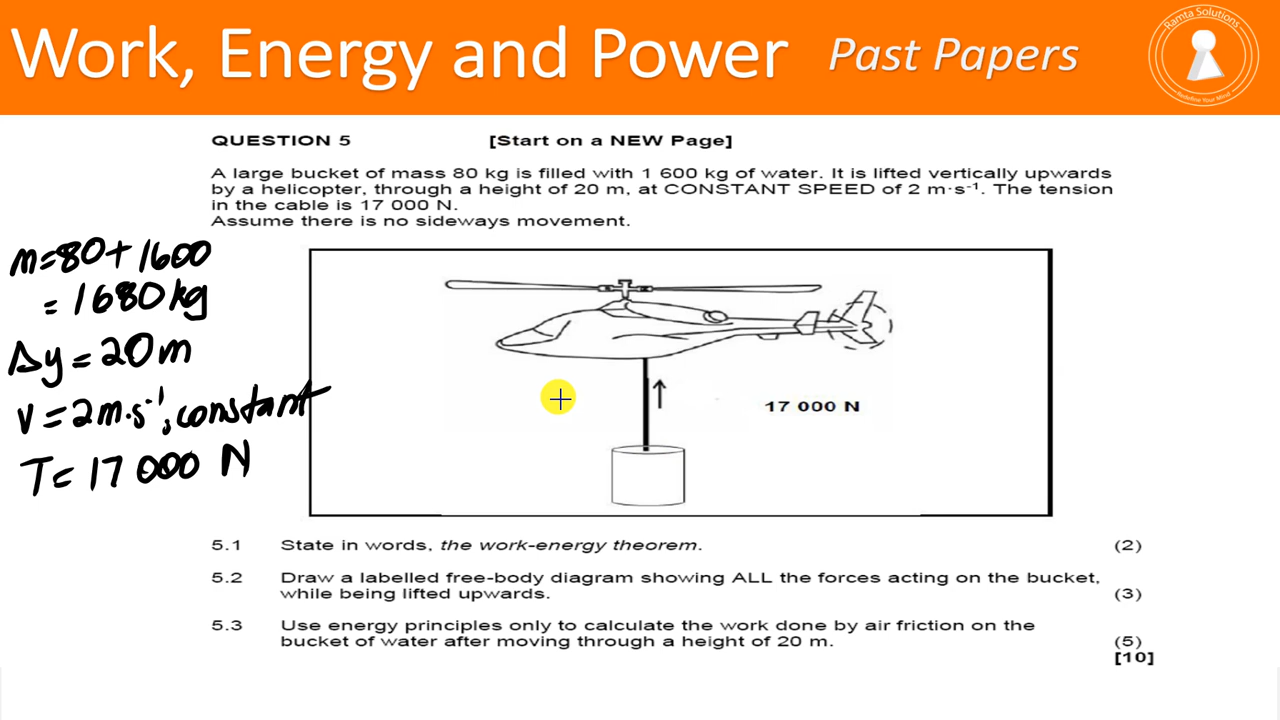 Work, Energy and Power Past Papers
Ramta Solutions
Redefine Your Mind
QUESTION 5 [Start on a NEW Page]
A large bucket of mass 80 kg is filled with 1 600 kg of water. It is lifted vertically upwards
by a helicopter, through a height of 20 m, at CONSTANT SPEED of 2 m·s⁻¹. The tension
in the cable is 17 000 N.
Assume there is no sideways movement.
m=80+1600
= 1680kg
Δy=20m
v=2m·s⁻¹, constant
T= 17 000 N
17 000 N
5.1 State in words, the work-energy theorem. (2)
5.2 Draw a labelled free-body diagram showing ALL the forces acting on the bucket,
while being lifted upwards. (3)
5.3 Use energy principles only to calculate the work done by air friction on the
bucket of water after moving through a height of 20 m. (5)
[10]